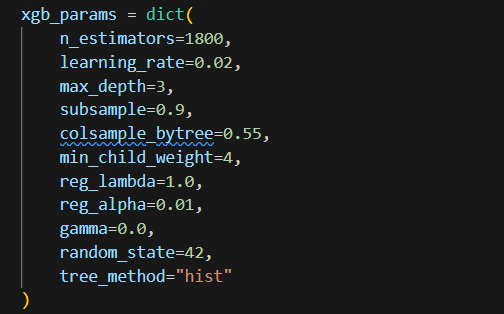 xgb_params = dict(
    n_estimators=1800,
    learning_rate=0.02,
    max_depth=3,
    subsample=0.9,
    colsample_bytree=0.55,
    min_child_weight=4,
    reg_lambda=1.0,
    reg_alpha=0.01,
    gamma=0.0,
    random_state=42,
    tree_method="hist"
)